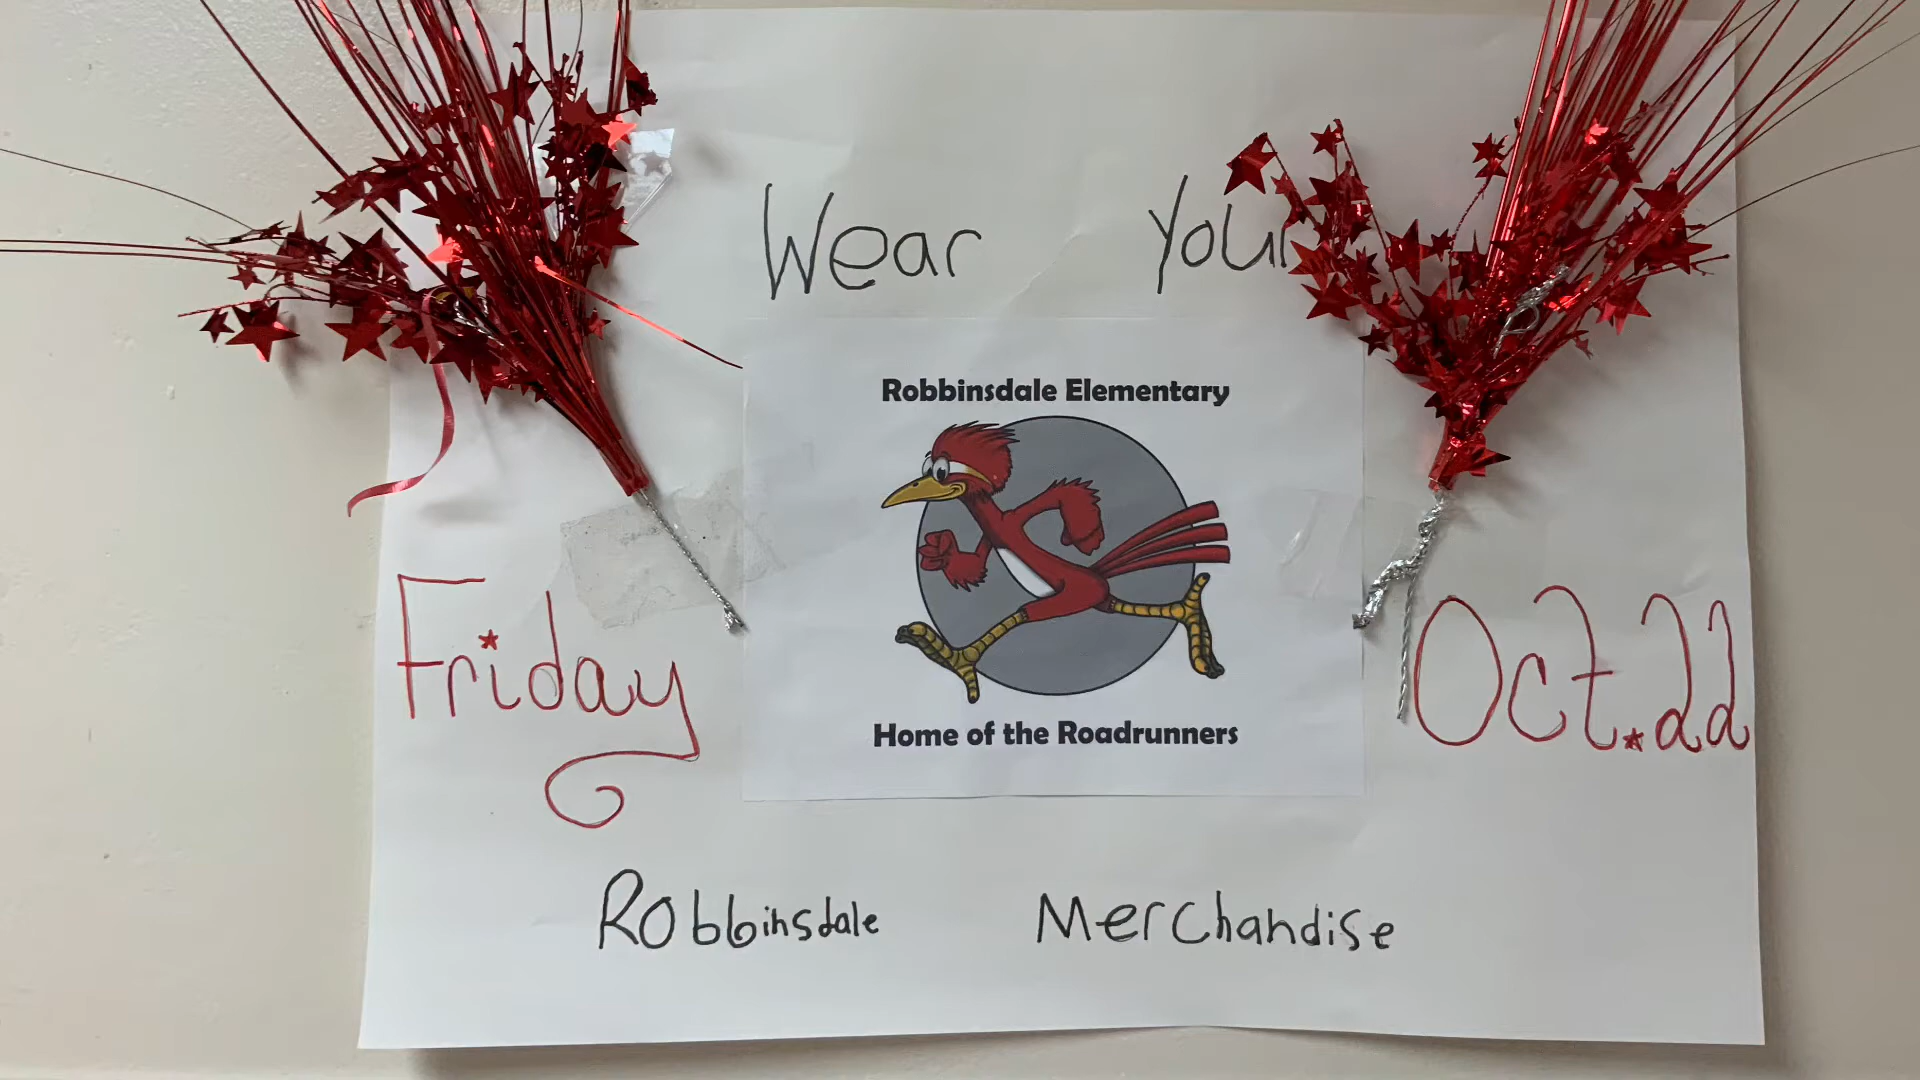 Wear Your
Robbinsdale Elementary
Friday
Oct. 22
Home of the Roadrunners
Robbinsdale Merchandise